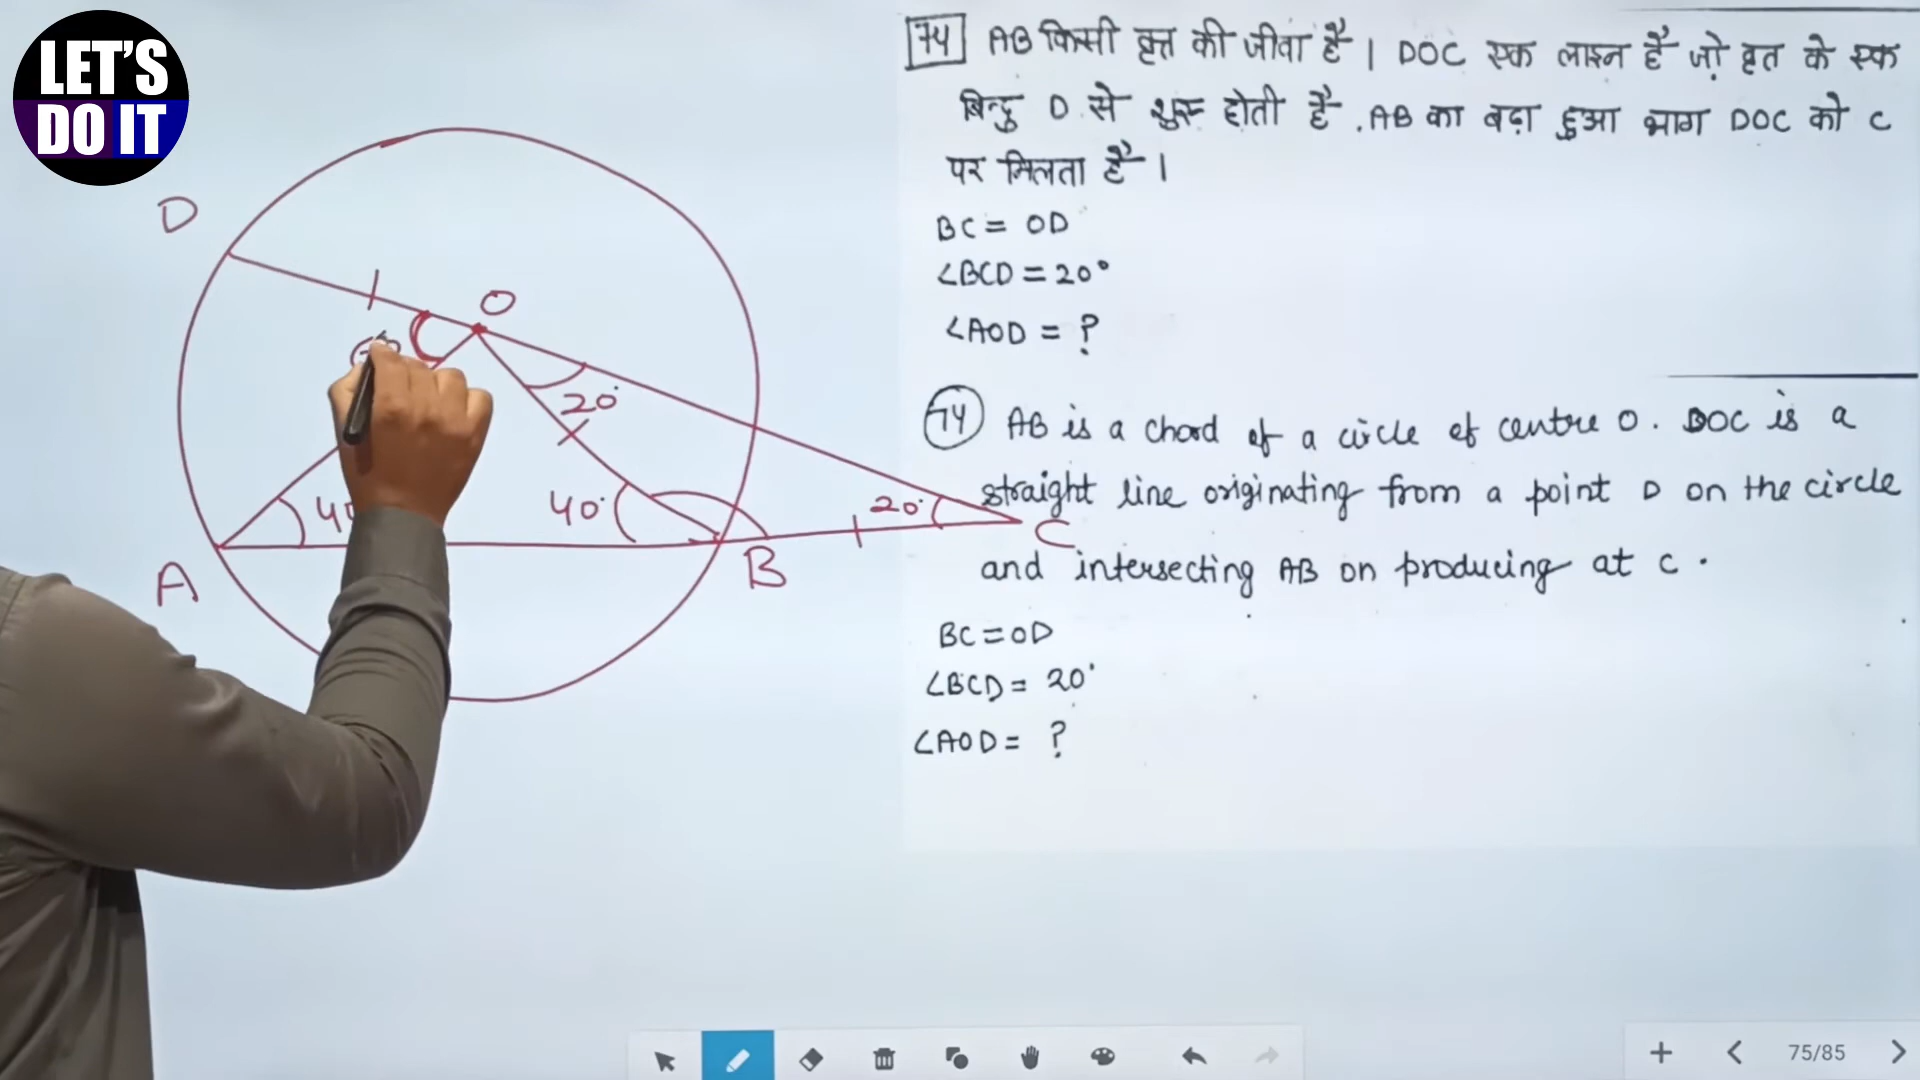 LET'S
DO IT
D
O
20°
40°
20°
A
B
C
74 AB किसी वृत्त की जीवा है । DOC एक लाइन है जो वृत के एक
बिन्दु D से शुरू होती है . AB का बढ़ा हुआ भाग DOC को C
पर मिलता है ।
BC = OD
∠BCD = 20°
∠AOD = ?
74 AB is a chord of a circle of centre O . DOC is a
straight line originating from a point D on the circle
and intersecting AB on producing at C .
BC = OD
∠BCD = 20°
∠AOD = ?
75/85